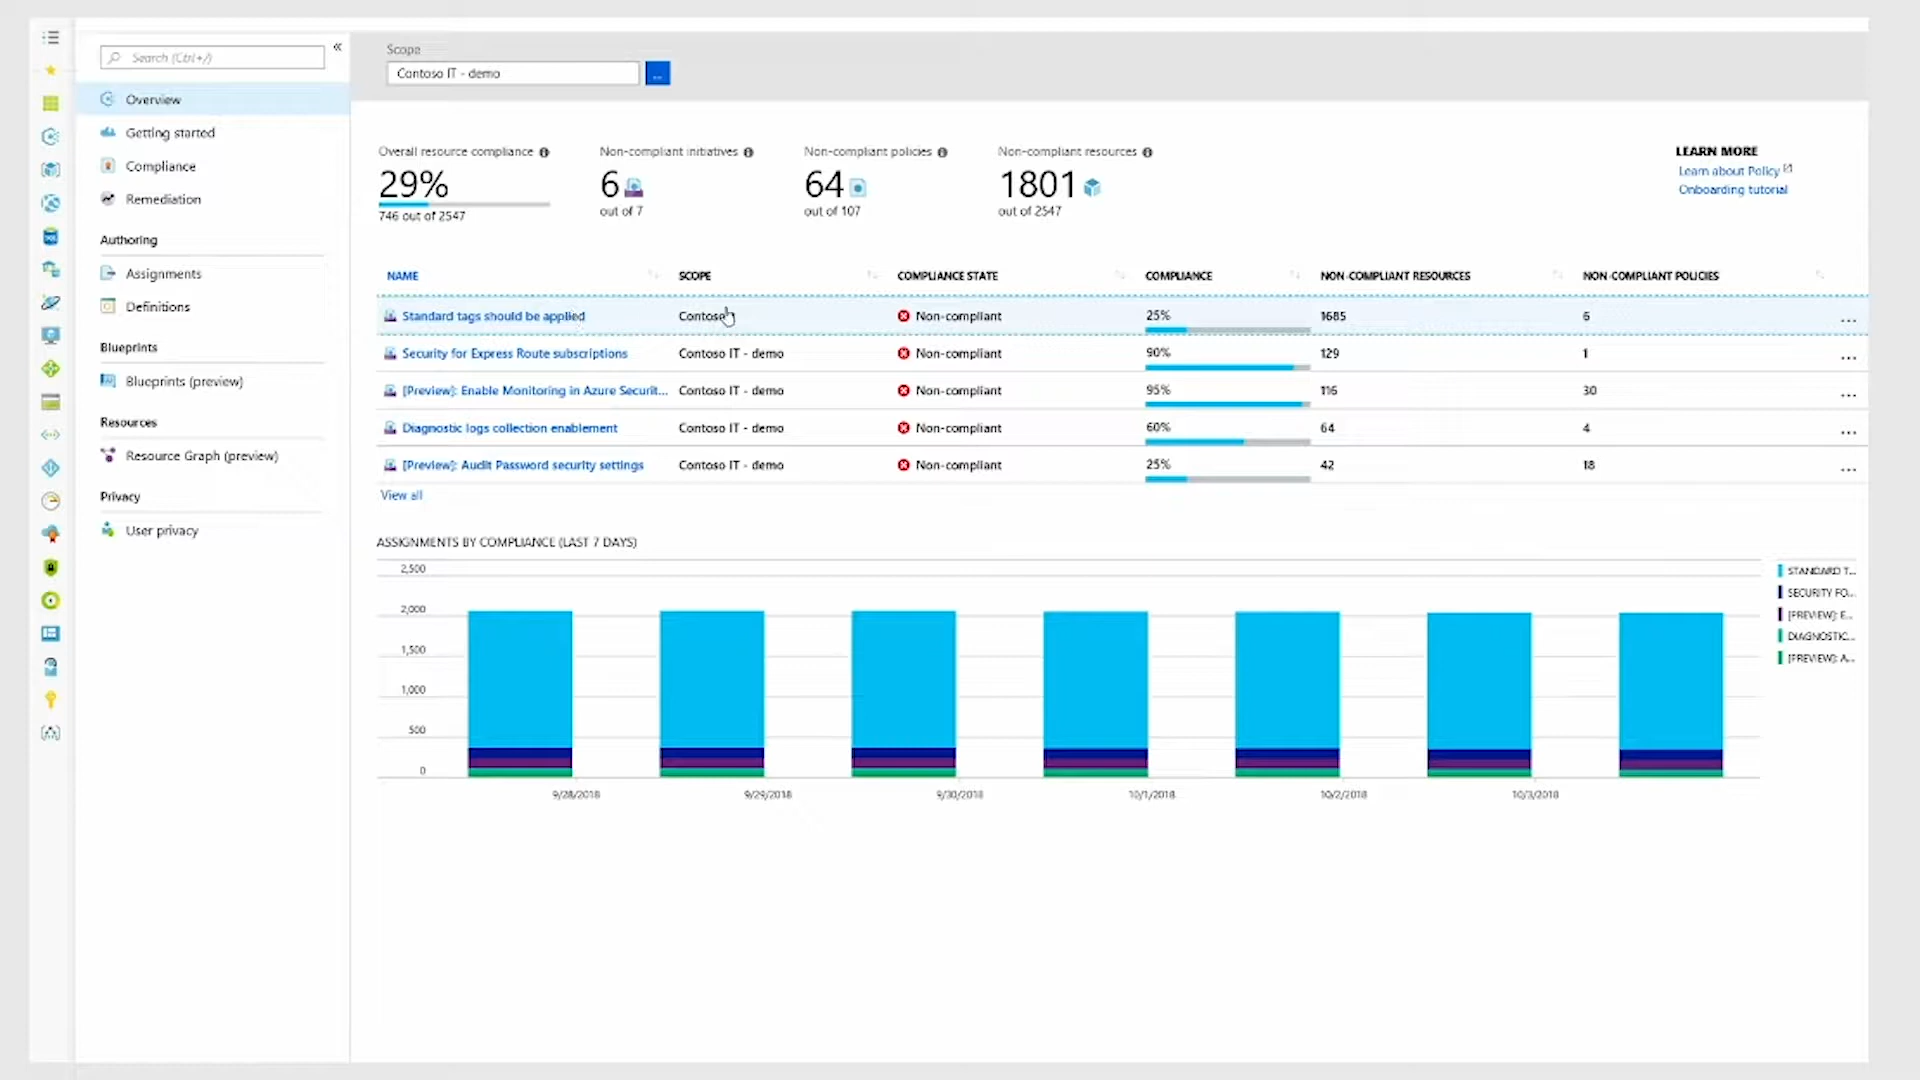 Search (Ctrl+/)
«
Overview
Getting started
Compliance
Remediation
Authoring
Assignments
Definitions
Blueprints
Blueprints (preview)
Resources
Resource Graph (preview)
Privacy
User privacy
Scope
Contoso IT - demo
...
Overall resource compliance
29%
746 out of 2547
Non-compliant initiatives
6
out of 7
Non-compliant policies
64
out of 107
Non-compliant resources
1801
out of 2547
LEARN MORE
Learn about Policy
Onboarding tutorial
NAME SCOPE COMPLIANCE STATE COMPLIANCE NON-COMPLIANT RESOURCES NON-COMPLIANT POLICIES
Standard tags should be applied Contoso Non-compliant 25% 1685 6 ...
Security for Express Route subscriptions Contoso IT - demo Non-compliant 90% 129 1 ...
[Preview]: Enable Monitoring in Azure Securit... Contoso IT - demo Non-compliant 95% 116 30 ...
Diagnostic logs collection enablement Contoso IT - demo Non-compliant 60% 64 4 ...
[Preview]: Audit Password security settings Contoso IT - demo Non-compliant 25% 42 18 ...
View all
ASSIGNMENTS BY COMPLIANCE (LAST 7 DAYS)
2,500
2,000
1,500
1,000
500
0
9/28/2018 9/29/2018 9/30/2018 10/1/2018 10/2/2018 10/3/2018
STANDARD T...
SECURITY FO...
[PREVIEW]: E...
DIAGNOSTIC...
[PREVIEW]: A...